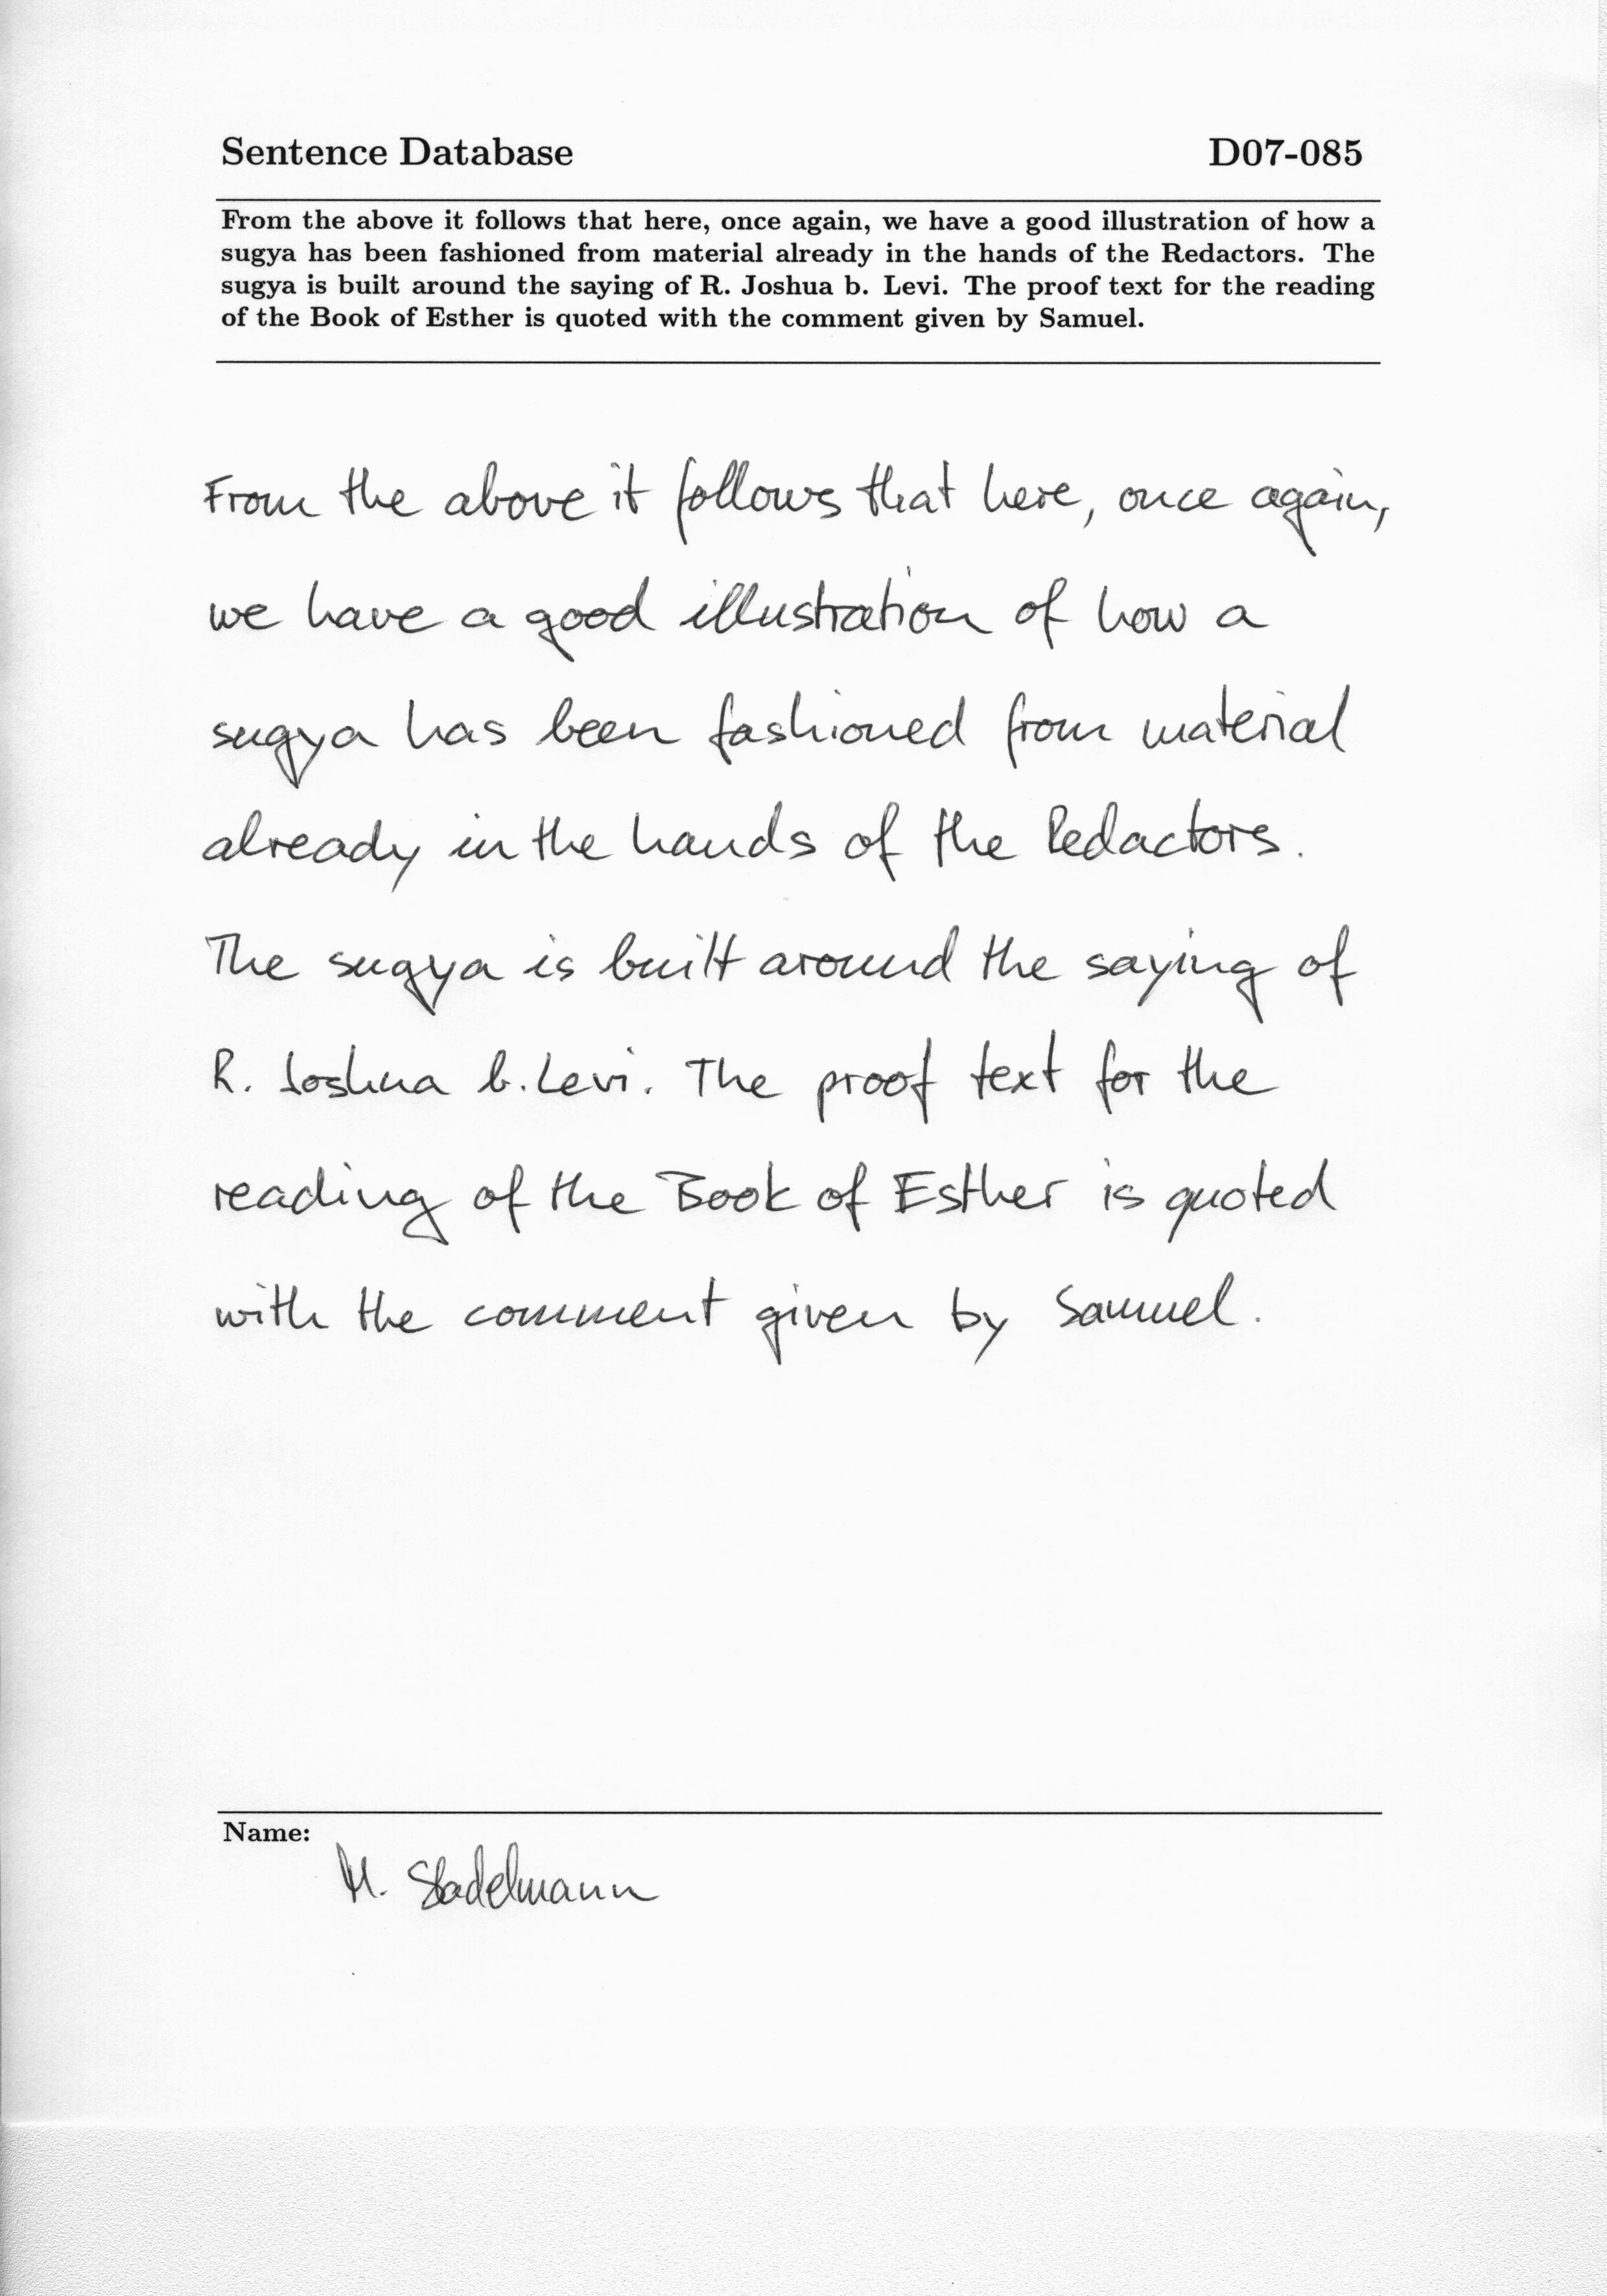 Sentence Database D07-085
From the above it follows that here, once again, we have a good illustration of how a
sugya has been fashioned from material already in the hands of the Redactors. The
sugya is built around the saying of R. Joshua b. Levi. The proof text for the reading
of the Book of Esther is quoted with the comment given by Samuel.
From the above it follows that here, once again,
we have a good illustration of how a
sugya has been fashioned from material
already in the hands of the Redactors.
The sugya is built around the saying of
R. Joshua b. Levi. The proof text for the
reading of the Book of Esther is quoted
with the comment given by Samuel.
Name:
M. Stadelmann